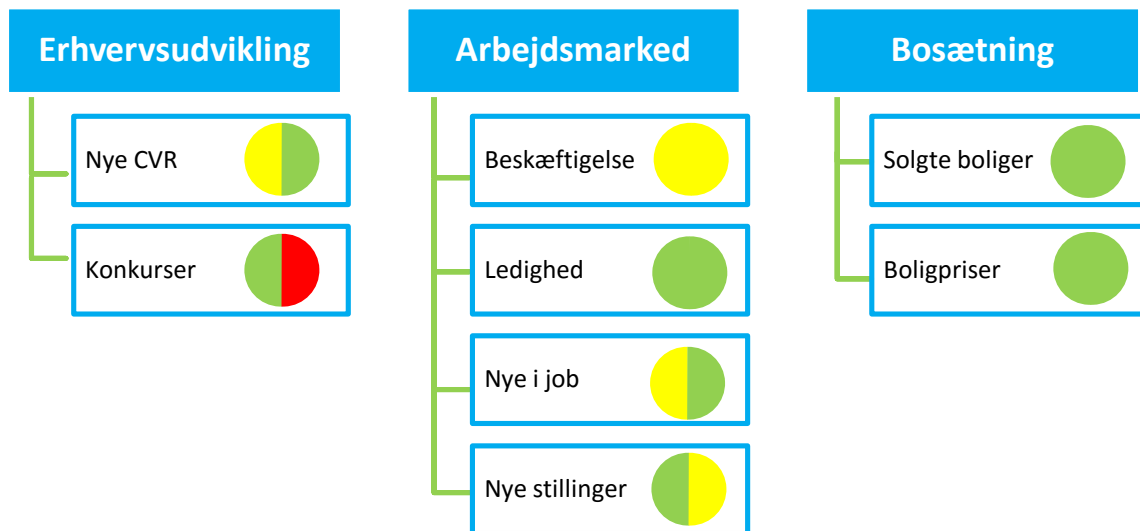 Erhvervsudvikling
Nye CVR
Konkurser
Arbejdsmarked
Beskæftigelse
Ledighed
Nye i job
Nye stillinger
Bosætning
Solgte boliger
Boligpriser